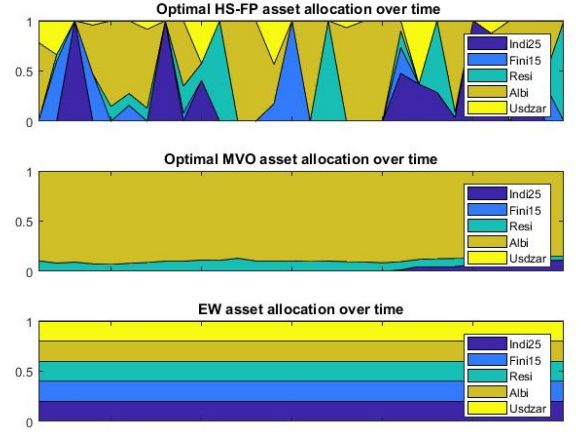 Optimal HS-FP asset allocation over time
1
0.5
0
Indi25
Fini15
Resi
Albi
Usdzar
Optimal MVO asset allocation over time
1
0.5
0
Indi25
Fini15
Resi
Albi
Usdzar
EW asset allocation over time
1
0.5
0
Indi25
Fini15
Resi
Albi
Usdzar